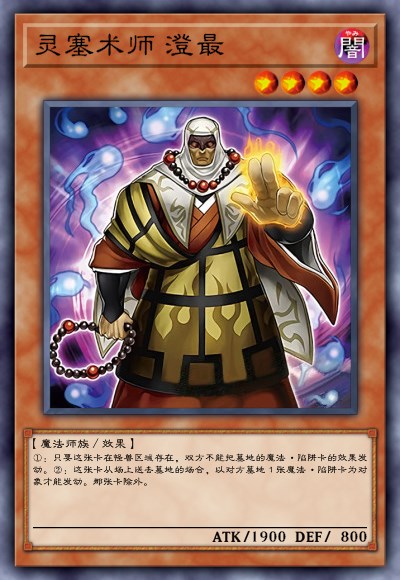 灵塞术师 澄最
やみ
闇
【魔法师族／效果】
①：只要这张卡在怪兽区域存在，双方不能把墓地的魔法·陷阱卡的效果发
动。②：这张卡从场上送去墓地的场合，以对方墓地1张魔法·陷阱卡为对
象才能发动。那张卡除外。
ATK/1900 DEF/ 800